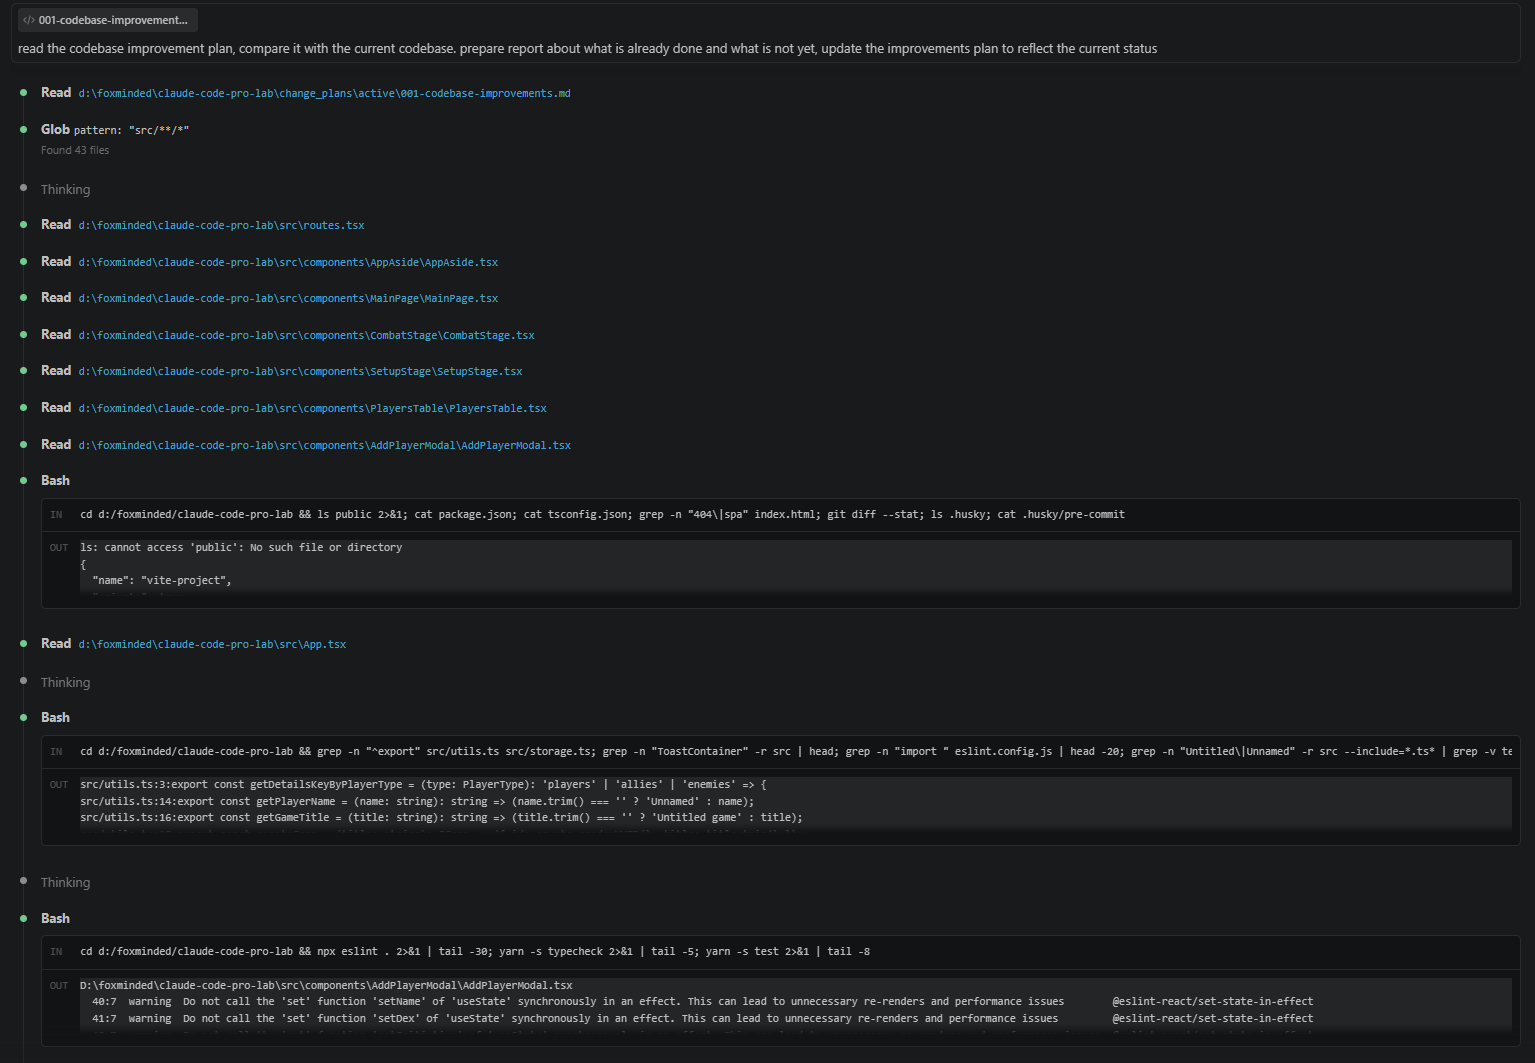 </> 001-codebase-improvement...
read the codebase improvement plan, compare it with the current codebase. prepare report about what is already done and what is not yet, update the improvements plan to reflect the current status
Read d:\foxminded\claude-code-pro-lab\change_plans\active\001-codebase-improvements.md
Glob pattern: "src/**/*"
Found 43 files
Thinking
Read d:\foxminded\claude-code-pro-lab\src\routes.tsx
Read d:\foxminded\claude-code-pro-lab\src\components\AppAside\AppAside.tsx
Read d:\foxminded\claude-code-pro-lab\src\components\MainPage\MainPage.tsx
Read d:\foxminded\claude-code-pro-lab\src\components\CombatStage\CombatStage.tsx
Read d:\foxminded\claude-code-pro-lab\src\components\SetupStage\SetupStage.tsx
Read d:\foxminded\claude-code-pro-lab\src\components\PlayersTable\PlayersTable.tsx
Read d:\foxminded\claude-code-pro-lab\src\components\AddPlayerModal\AddPlayerModal.tsx
Bash
IN cd d:/foxminded/claude-code-pro-lab && ls public 2>&1; cat package.json; cat tsconfig.json; grep -n "404\|spa" index.html; git diff --stat; ls .husky; cat .husky/pre-commit
OUT ls: cannot access 'public': No such file or directory
{
"name": "vite-project",
Read d:\foxminded\claude-code-pro-lab\src\App.tsx
Thinking
Bash
IN cd d:/foxminded/claude-code-pro-lab && grep -n "^export" src/utils.ts src/storage.ts; grep -n "ToastContainer" -r src | head; grep -n "import " eslint.config.js | head -20; grep -n "Untitled\|Unnamed" -r src --include=*.ts* | grep -v te
OUT src/utils.ts:3:export const getDetailsKeyByPlayerType = (type: PlayerType): 'players' | 'allies' | 'enemies' => {
src/utils.ts:14:export const getPlayerName = (name: string): string => (name.trim() === '' ? 'Unnamed' : name);
src/utils.ts:16:export const getGameTitle = (title: string): string => (title.trim() === '' ? 'Untitled game' : title);
Thinking
Bash
IN cd d:/foxminded/claude-code-pro-lab && npx eslint . 2>&1 | tail -30; yarn -s typecheck 2>&1 | tail -5; yarn -s test 2>&1 | tail -8
OUT D:\foxminded\claude-code-pro-lab\src\components\AddPlayerModal\AddPlayerModal.tsx
40:7 warning Do not call the 'set' function 'setName' of 'useState' synchronously in an effect. This can lead to unnecessary re-renders and performance issues @eslint-react/set-state-in-effect
41:7 warning Do not call the 'set' function 'setDex' of 'useState' synchronously in an effect. This can lead to unnecessary re-renders and performance issues @eslint-react/set-state-in-effect